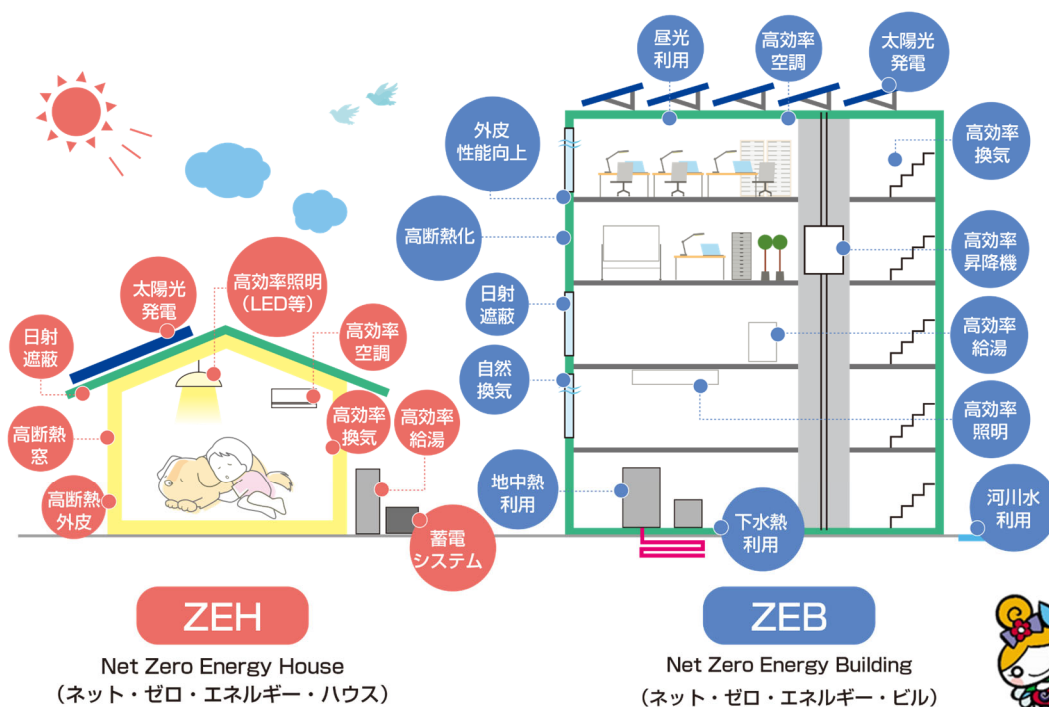 太陽光
発電
高効率照明
（LED等）
日射
遮蔽
高効率
空調
高断熱
窓
高効率
換気
高効率
給湯
高断熱
外皮
蓄電
システム
ZEH
Net Zero Energy House
（ネット・ゼロ・エネルギー・ハウス）
昼光
利用
高効率
空調
太陽光
発電
外皮
性能向上
高効率
換気
高断熱化
高効率
昇降機
日射
遮蔽
高効率
給湯
自然
換気
高効率
照明
地中熱
利用
下水熱
利用
河川水
利用
ZEB
Net Zero Energy Building
（ネット・ゼロ・エネルギー・ビル）